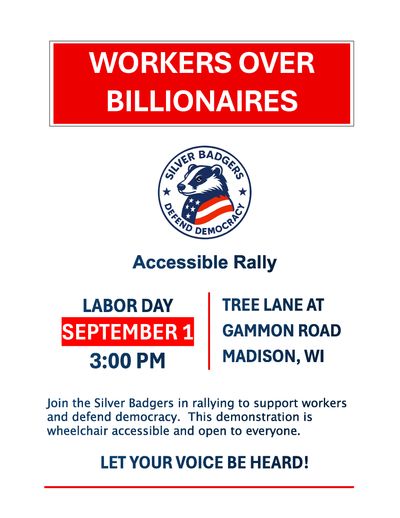 WORKERS OVER
BILLIONAIRES
SILVER BADGERS
DEFEND DEMOCRACY
Accessible Rally
LABOR DAY
SEPTEMBER 1
3:00 PM
TREE LANE AT
GAMMON ROAD
MADISON, WI
Join the Silver Badgers in rallying to support workers
and defend democracy.  This demonstration is
wheelchair accessible and open to everyone.
LET YOUR VOICE BE HEARD!